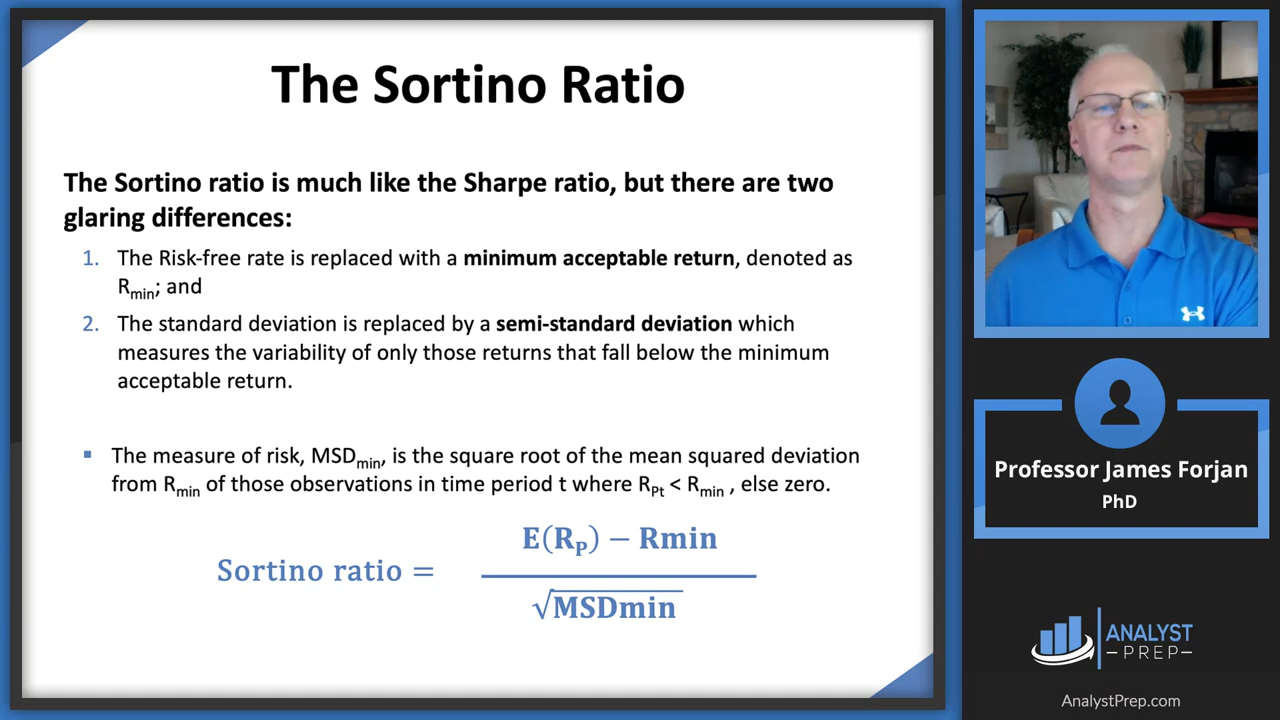 The Sortino Ratio
The Sortino ratio is much like the Sharpe ratio, but there are two
glaring differences:
1. The Risk-free rate is replaced with a minimum acceptable return, denoted as
Rmin; and
2. The standard deviation is replaced by a semi-standard deviation which
measures the variability of only those returns that fall below the minimum
acceptable return.
▪ The measure of risk, MSDmin, is the square root of the mean squared deviation
from Rmin of those observations in time period t where RPt < Rmin , else zero.
E(RP) − Rmin
Sortino ratio =
√MSDmin
Professor James Forjan
PhD
ANALYST
–PREP–
AnalystPrep.com